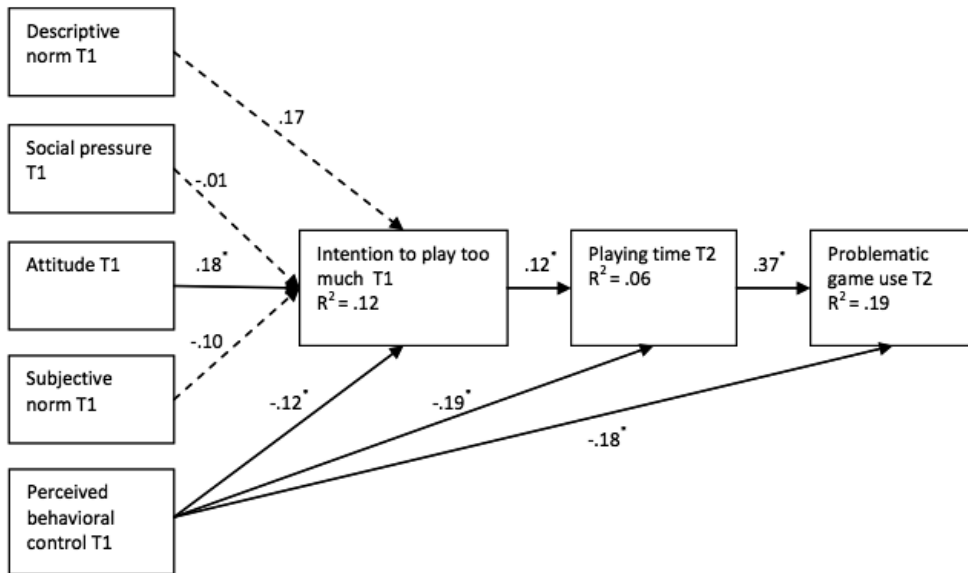 Descriptive
norm T1
.17
Social pressure
T1
-.01
Attitude T1
.18*
Intention to play too
much T1
R² = .12
.12*
Playing time T2
R² = .06
.37*
Problematic
game use T2
R² = .19
-.10
Subjective
norm T1
-.12*
-.19*
-.18*
Perceived
behavioral
control T1